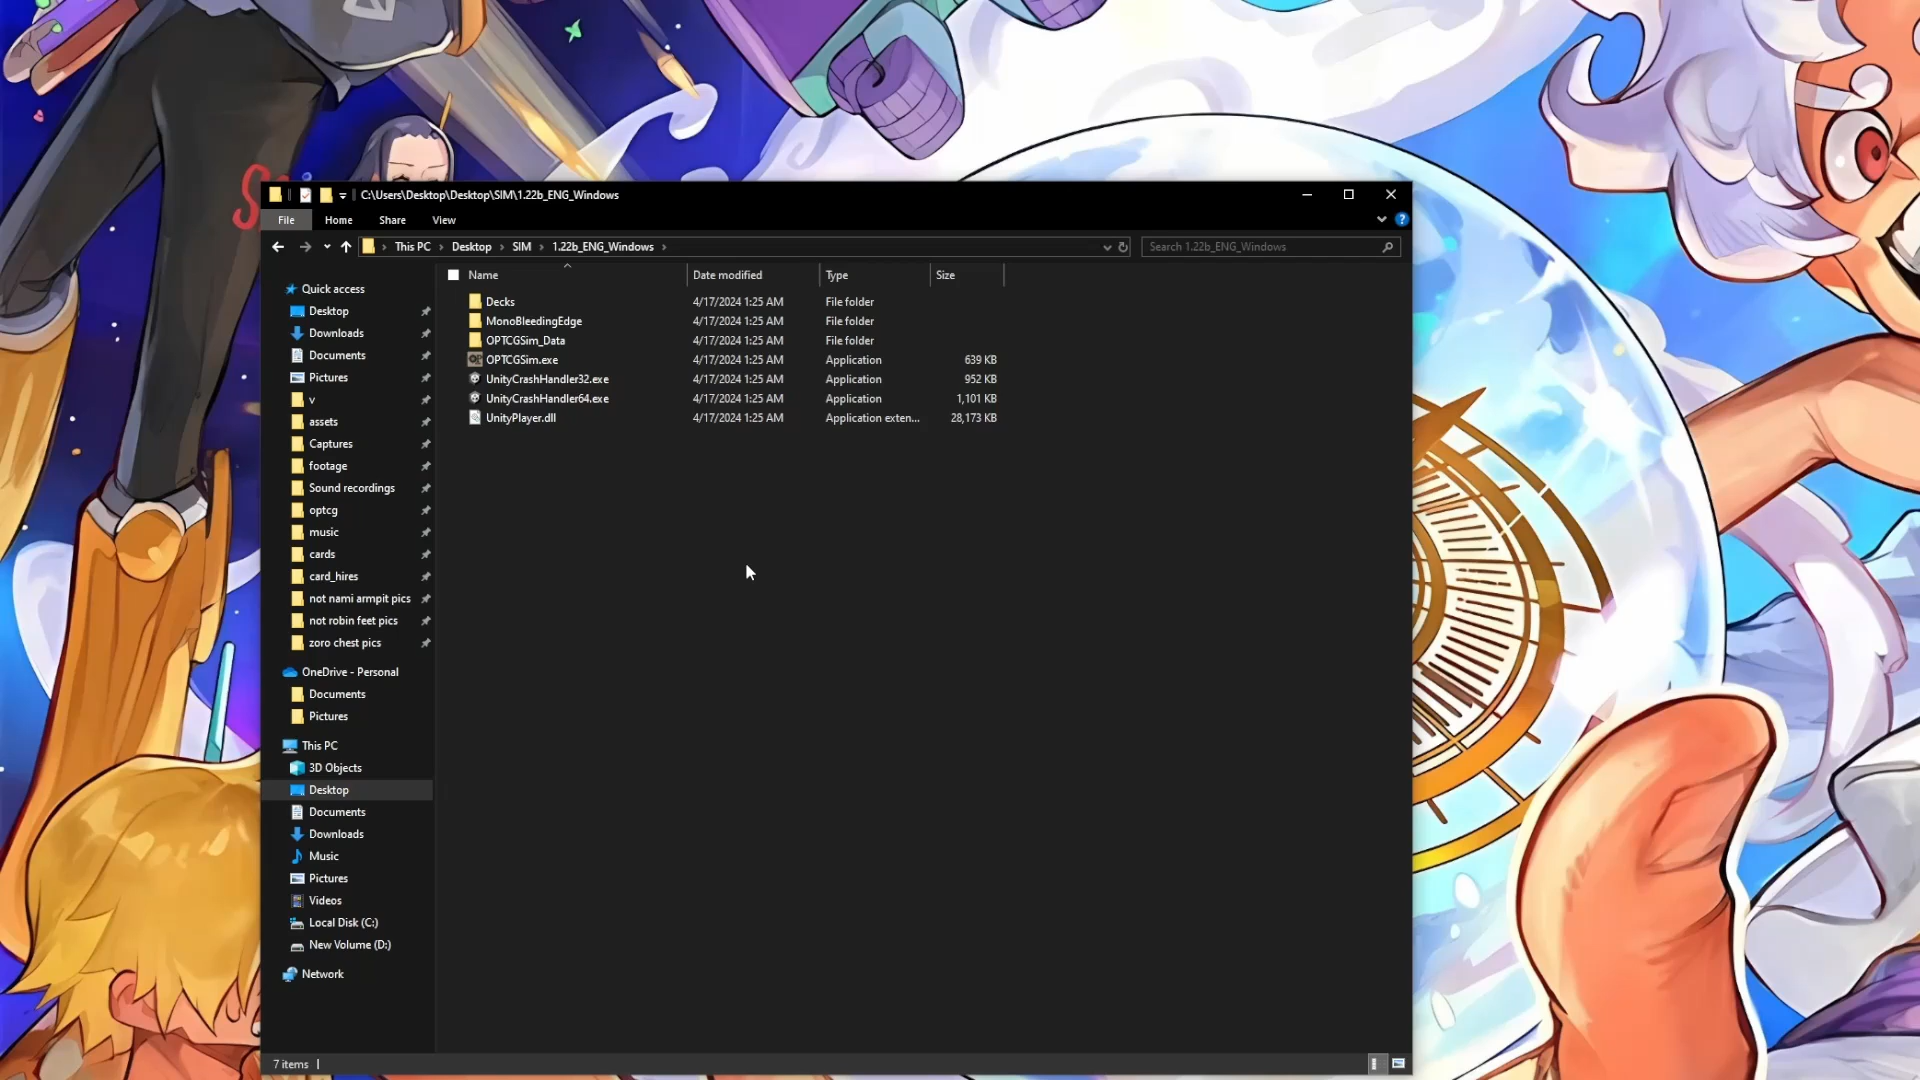 C:\Users\Desktop\Desktop\SIM\1.22b_ENG_Windows
File Home Share View
This PC Desktop SIM 1.22b_ENG_Windows Search 1.22b_ENG_Windows
Name Date modified Type Size
Quick access
Desktop
Downloads
Documents
Pictures
v
assets
Captures
footage
Sound recordings
optcg
music
cards
card_hires
not nami armpit pics
not robin feet pics
zoro chest pics
OneDrive - Personal
Documents
Pictures
This PC
3D Objects
Desktop
Documents
Downloads
Music
Pictures
Videos
Local Disk (C:)
New Volume (D:)
Network
Decks 4/17/2024 1:25 AM File folder
MonoBleedingEdge 4/17/2024 1:25 AM File folder
OPTCGSim_Data 4/17/2024 1:25 AM File folder
OPTCGSim.exe 4/17/2024 1:25 AM Application 639 KB
UnityCrashHandler32.exe 4/17/2024 1:25 AM Application 952 KB
UnityCrashHandler64.exe 4/17/2024 1:25 AM Application 1,101 KB
UnityPlayer.dll 4/17/2024 1:25 AM Application exten... 28,173 KB
7 items